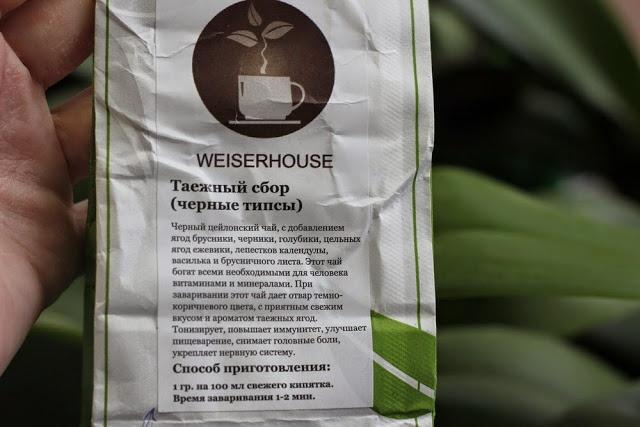 WEISERHOUSE
Таежный сбор
(черные типсы)
Черный цейлонский чай, с добавлением
ягод брусники, черники, голубики, цельных
ягод ежевики, лепестков календулы,
василька и брусничного листа. Этот чай
богат всеми необходимыми для человека
витаминами и минералами. При
заваривании этот чай дает отвар темно-
коричневого цвета, с приятным свежим
вкусом и ароматом таежных ягод.
Тонизирует, повышает иммунитет, улучшает
пищеварение, снимает головные боли,
укрепляет нервную систему.
Способ приготовления:
1 гр. на 100 мл свежего кипятка.
Время заваривания 1-2 мин.